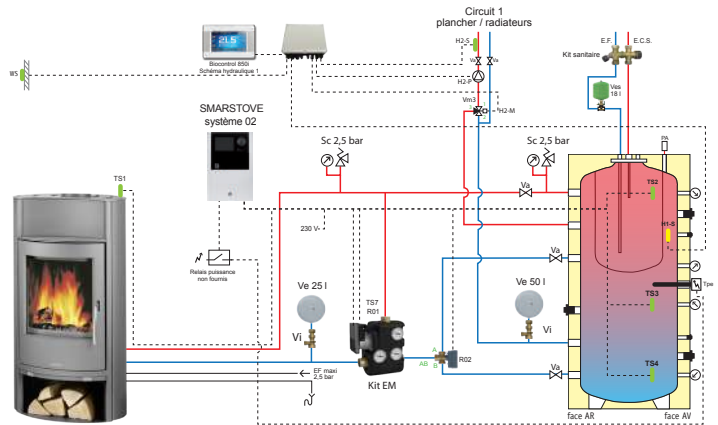 Circuit 1
plancher / radiateurs
H2-S
Va
Va
E.F.
E.C.S.
Kit sanitaire
21.5
Biocontrol 850i
Schéma hydraulique 1
WS
H2-P
Ves
18 l
Vm3
H2-M
SMARSTOVE
système 02
Sc 2,5 bar
Sc 2,5 bar
PA
TS1
Va
TS2
H1-S
230 V
Va
Relais puissance
non fournis
Ve 25 l
Ve 50 l
Tpe
TS7
R01
TS3
Vi
Vi
A
AB
B
R02
EF maxi
2,5 bar
Kit EM
Va
TS4
face AR
face AV